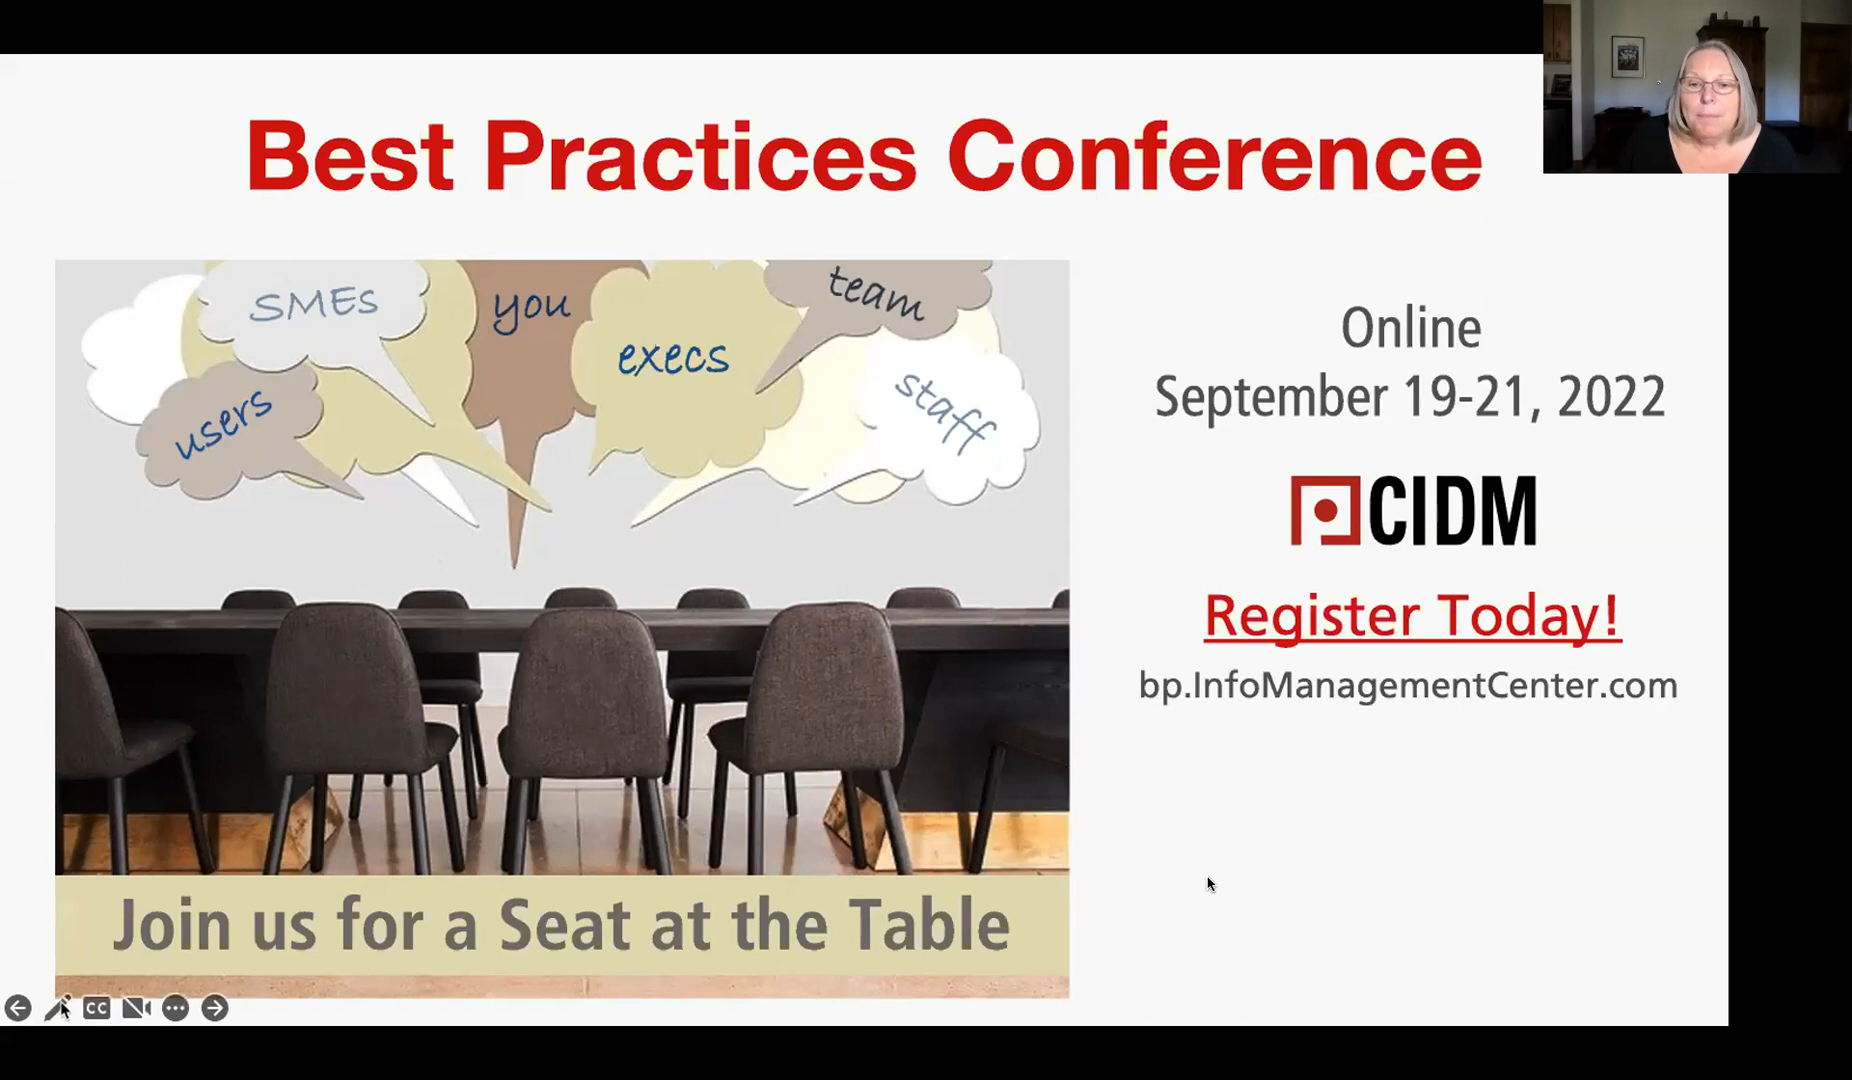 Best Practices Conference
SMEs
you
team
execs
users
staff
Join us for a Seat at the Table
Online
September 19-21, 2022
CIDM
Register Today!
bp.InfoManagementCenter.com
CC